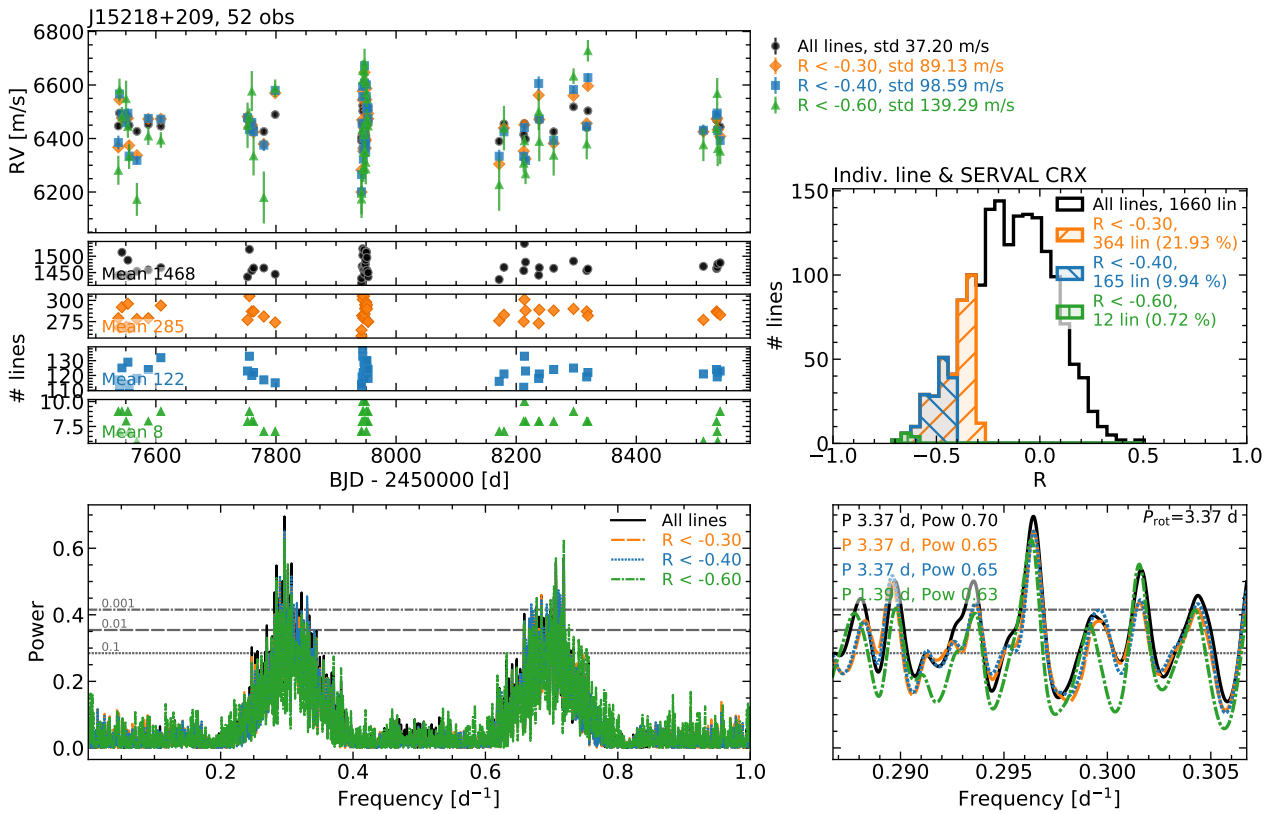 J15218+209, 52 obs
6800
6600
6400
6200
RV [m/s]
All lines, std 37.20 m/s
R < -0.30, std 89.13 m/s
R < -0.40, std 98.59 m/s
R < -0.60, std 139.29 m/s
1500
1450
Mean 1468
300
275
Mean 285
130
120
110
Mean 122
10.0
7.5
Mean 8
# lines
7600
7800
8000
8200
8400
BJD - 2450000 [d]
Indiv. line & SERVAL CRX
150
100
50
0
# lines
All lines, 1660 lin
R < -0.30,
364 lin (21.93 %)
R < -0.40,
165 lin (9.94 %)
R < -0.60,
12 lin (0.72 %)
−1.0
−0.5
0.0
0.5
1.0
R
0.6
0.4
0.2
0.0
Power
All lines
R < -0.30
R < -0.40
R < -0.60
0.001
0.01
0.1
0.2
0.4
0.6
0.8
1.0
Frequency [d⁻¹]
P 3.37 d, Pow 0.70
P 3.37 d, Pow 0.65
P 3.37 d, Pow 0.65
P 1.39 d, Pow 0.63
P_rot=3.37 d
0.290
0.295
0.300
0.305
Frequency [d⁻¹]